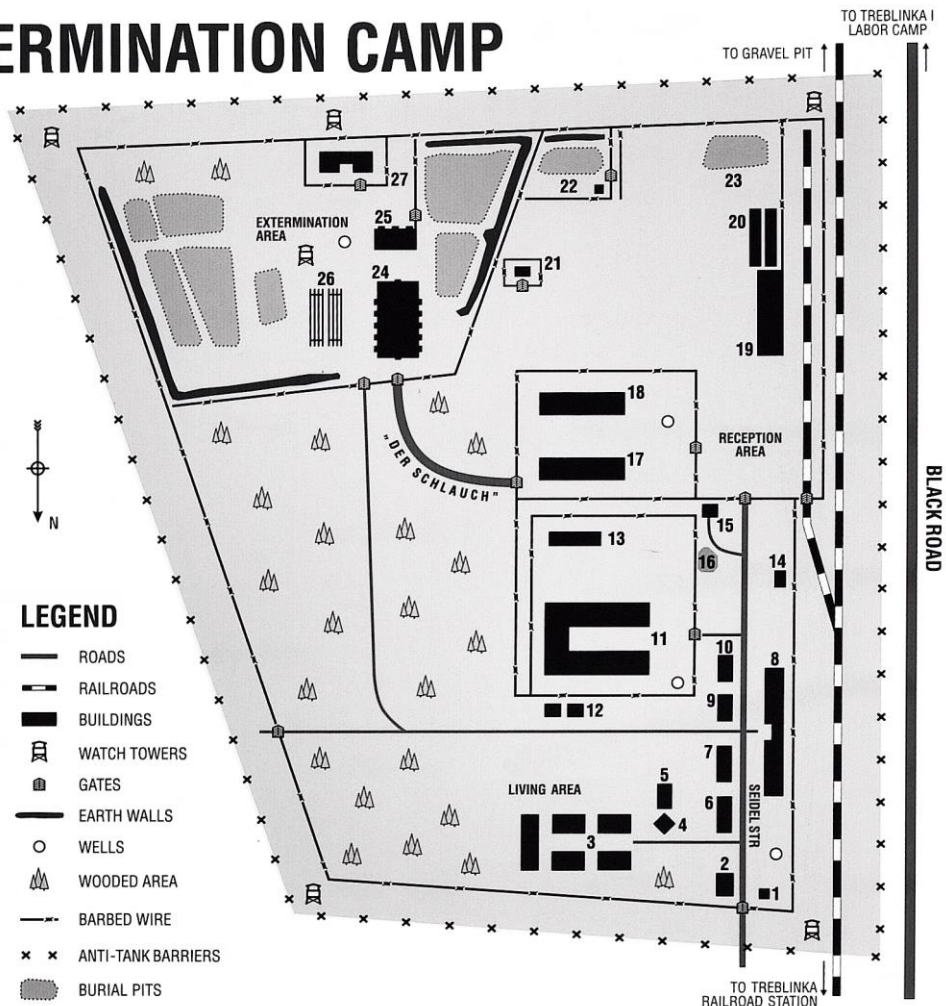 ERMINATION CAMP
TO TREBLINKA I
LABOR CAMP
TO GRAVEL PIT
27
22
23
25
EXTERMINATION
AREA
20
21
24
26
19
18
"DER SCHLAUCH"
17
RECEPTION
AREA
BLACK ROAD
N
15
13
16
14
11
10
8
9
12
7
5
LIVING AREA
6
SEIDEL STR
4
3
2
1
LEGEND
ROADS
RAILROADS
BUILDINGS
WATCH TOWERS
GATES
EARTH WALLS
WELLS
WOODED AREA
BARBED WIRE
ANTI-TANK BARRIERS
BURIAL PITS
TO TREBLINKA
RAILROAD STATION